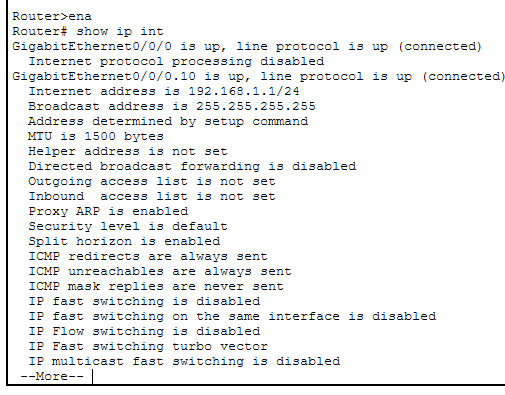 Router>ena
Router# show ip int
GigabitEthernet0/0/0 is up, line protocol is up (connected)
  Internet protocol processing disabled
GigabitEthernet0/0/0.10 is up, line protocol is up (connected)
  Internet address is 192.168.1.1/24
  Broadcast address is 255.255.255.255
  Address determined by setup command
  MTU is 1500 bytes
  Helper address is not set
  Directed broadcast forwarding is disabled
  Outgoing access list is not set
  Inbound  access list is not set
  Proxy ARP is enabled
  Security level is default
  Split horizon is enabled
  ICMP redirects are always sent
  ICMP unreachables are always sent
  ICMP mask replies are never sent
  IP fast switching is disabled
  IP fast switching on the same interface is disabled
  IP Flow switching is disabled
  IP Fast switching turbo vector
  IP multicast fast switching is disabled
 --More--